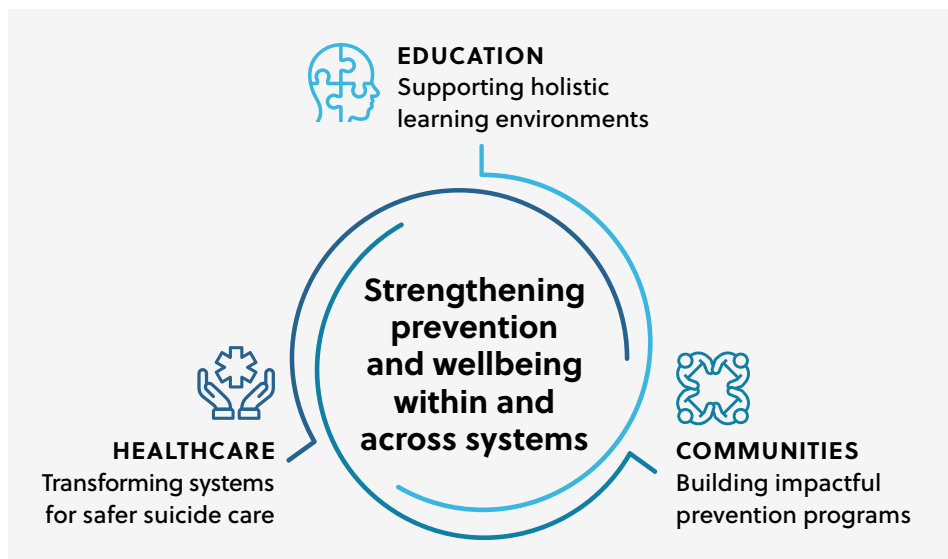 EDUCATION
Supporting holistic
learning environments
Strengthening
prevention
and wellbeing
within and
across systems
HEALTHCARE
Transforming systems
for safer suicide care
COMMUNITIES
Building impactful
prevention programs